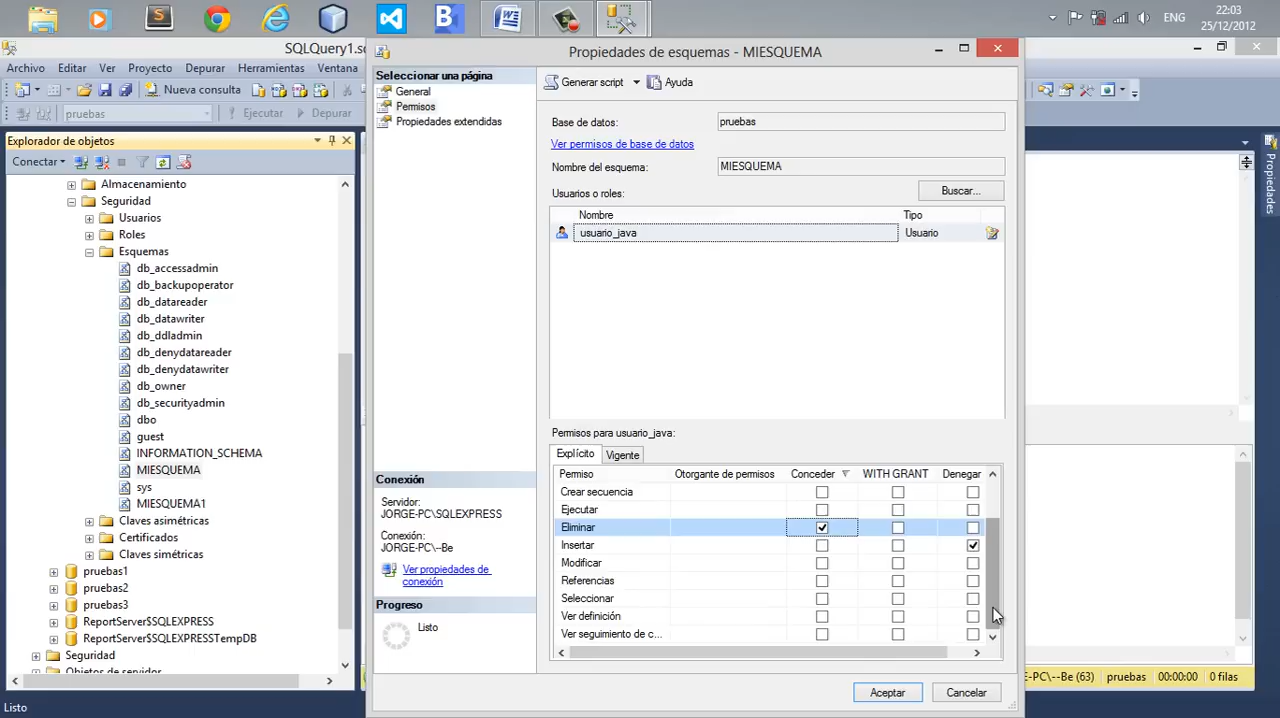 22:03
ENG
25/12/2012
SQLQuery1.s
Propiedades de esquemas - MIESQUEMA
Archivo Editar Ver Proyecto Depurar Herramientas Ventana
Nueva consulta
pruebas
Ejecutar Depurar
Explorador de objetos
Conectar
Almacenamiento
Seguridad
Usuarios
Roles
Esquemas
db_accessadmin
db_backupoperator
db_datareader
db_datawriter
db_ddladmin
db_denydatareader
db_denydatawriter
db_owner
db_securityadmin
dbo
guest
INFORMATION_SCHEMA
MIESQUEMA
sys
MIESQUEMA1
Claves asimétricas
Certificados
Claves simétricas
pruebas1
pruebas2
pruebas3
ReportServer$SQLEXPRESS
ReportServer$SQLEXPRESSTempDB
Seguridad
Objetos de servidor
Listo
Seleccionar una página
General
Permisos
Propiedades extendidas
Conexión
Servidor:
JORGE-PC\SQLEXPRESS
Conexión:
JORGE-PC\--Be
Ver propiedades de
conexión
Progreso
Listo
Generar script Ayuda
Base de datos: pruebas
Ver permisos de base de datos
Nombre del esquema: MIESQUEMA
Usuarios o roles: Buscar...
Nombre Tipo
usuario_java Usuario
Permisos para usuario_java:
Explícito Vigente
Permiso Otorgante de permisos Conceder WITH GRANT Denegar
Crear secuencia
Ejecutar
Eliminar
Insertar
Modificar
Referencias
Seleccionar
Ver definición
Ver seguimiento de c...
Aceptar Cancelar
Propiedades
E-PC\--Be (63) pruebas 00:00:00 0 filas